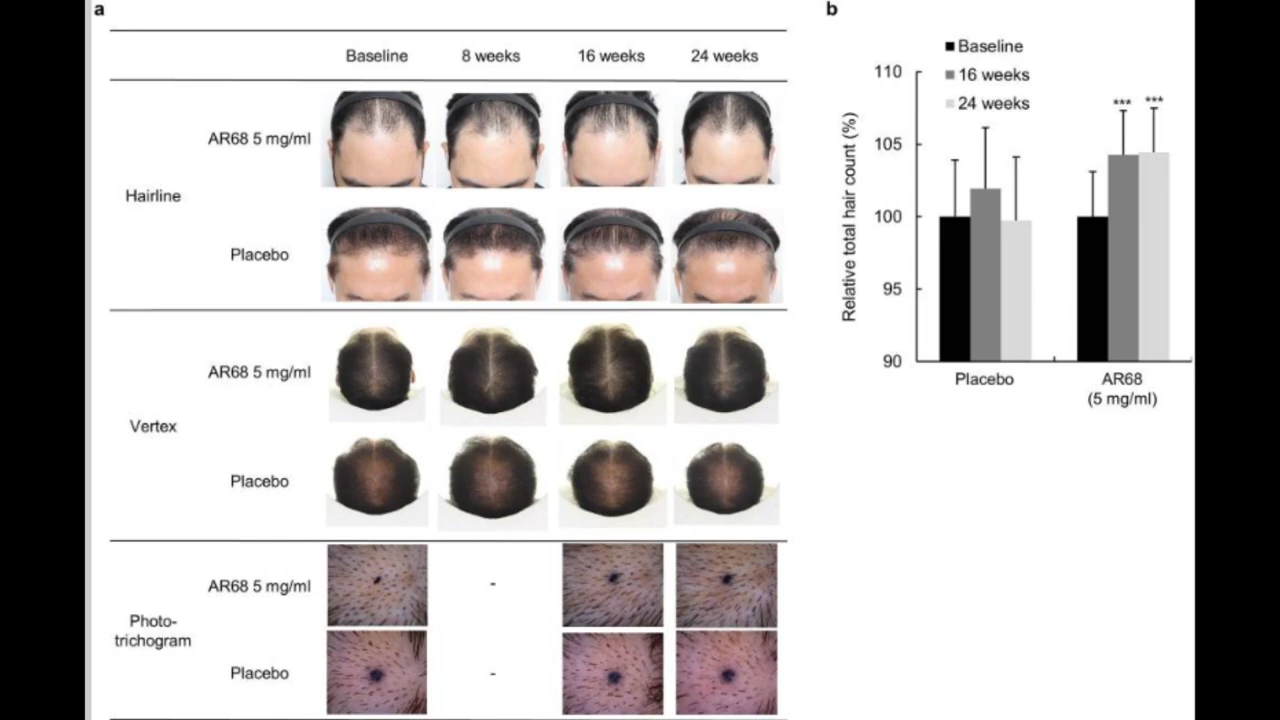 a
Baseline 8 weeks 16 weeks 24 weeks
AR68 5 mg/ml
Hairline
Placebo
AR68 5 mg/ml
Vertex
Placebo
AR68 5 mg/ml - 
Photo-
trichogram
Placebo -
b
Baseline
16 weeks
24 weeks
Relative total hair count (%)
110
105
100
95
90
*** ***
Placebo
AR68
(5 mg/ml)